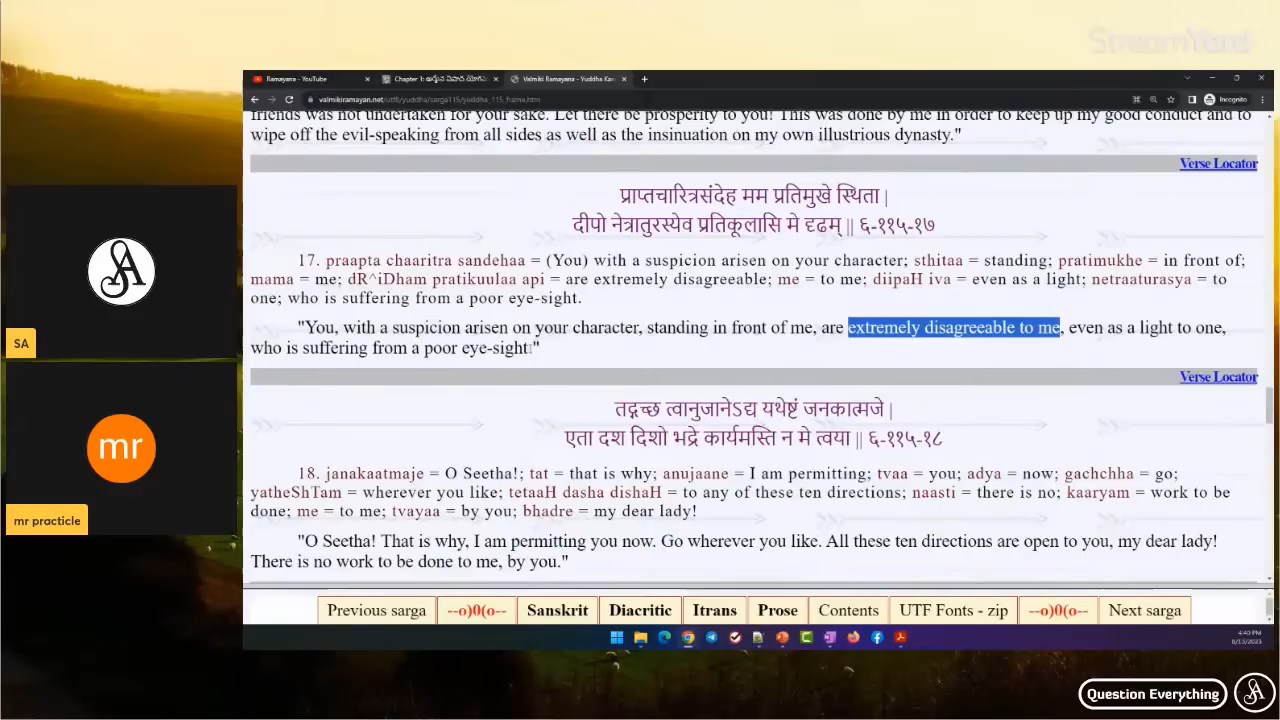 StreamYard
Ramayana - YouTube
Valmiki Ramayana - Yuddha Kan
valmikiramayan.net/utf8/yuddha/sarga115/yuddha_115_frame.htm
Incognito
friends was not undertaken for your sake. Let there be prosperity to you! This was done by me in order to keep up my good conduct and to
wipe off the evil-speaking from all sides as well as the insinuation on my own illustrious dynasty."
Verse Locator
प्राप्तचारित्रसंदेह मम प्रतिमुखे स्थिता |
दीपो नेत्रातुरस्येव प्रतिकूलासि मे दृढम् || ६-११५-१७
17. praapta chaaritra sandehaa = (You) with a suspicion arisen on your character; sthitaa = standing; pratimukhe = in front of;
mama = me; dR^iDham pratikuulaa api = are extremely disagreeable; me = to me; diipaH iva = even as a light; netraaturasya = to
one; who is suffering from a poor eye-sight.
"You, with a suspicion arisen on your character, standing in front of me, are extremely disagreeable to me, even as a light to one,
who is suffering from a poor eye-sight."
Verse Locator
तद्गच्छ त्वानुजानेऽद्य यथेष्टं जनकात्मजे |
एता दश दिशो भद्रे कार्यमस्ति न मे त्वया || ६-११५-१८
18. janakaatmaje = O Seetha!; tat = that is why; anujaane = I am permitting; tvaa = you; adya = now; gachchha = go;
yatheShTam = wherever you like; tetaaH dasha dishaH = to any of these ten directions; naasti = there is no; kaaryam = work to be
done; me = to me; tvayaa = by you; bhadre = my dear lady!
"O Seetha! That is why, I am permitting you now. Go wherever you like. All these ten directions are open to you, my dear lady!
There is no work to be done to me, by you."
Previous sarga --o)0(o-- Sanskrit Diacritic Itrans Prose Contents UTF Fonts - zip --o)0(o-- Next sarga
4:40 PM
8/13/2023
SA
mr
mr practicle
Question Everything